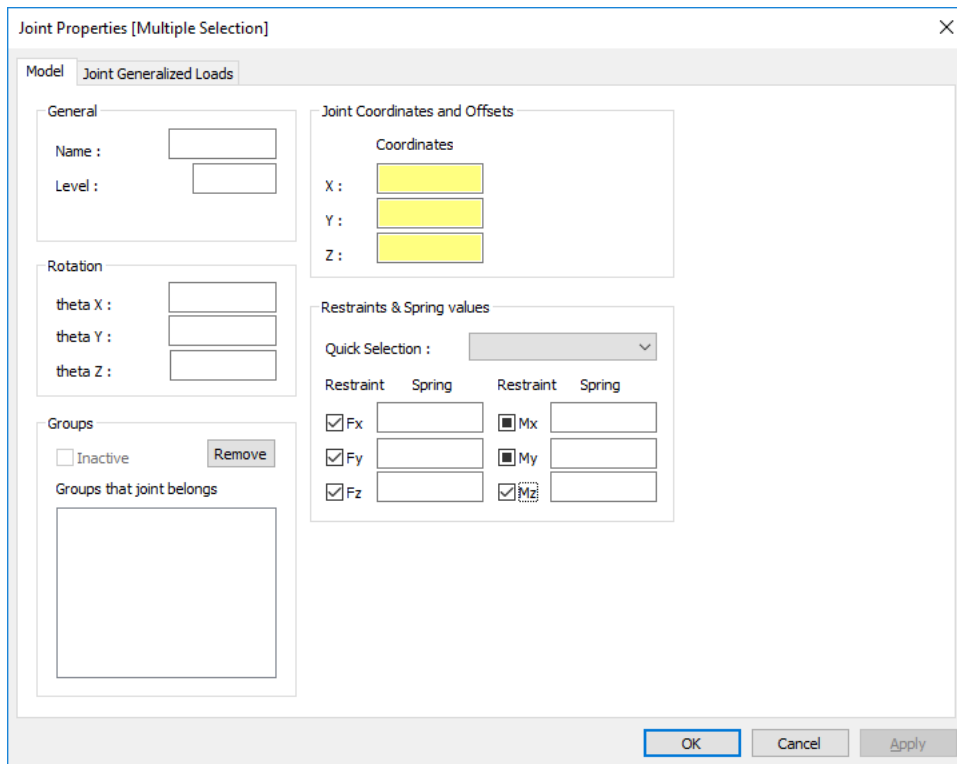 Joint Properties [Multiple Selection]
Model
Joint Generalized Loads
General
Name :
Level :
Rotation
theta X :
theta Y :
theta Z :
Groups
Inactive
Remove
Groups that joint belongs
Joint Coordinates and Offsets
Coordinates
X :
Y :
Z :
Restraints & Spring values
Quick Selection :
Restraint Spring Restraint Spring
Fx Mx
Fy My
Fz Mz
OK Cancel Apply